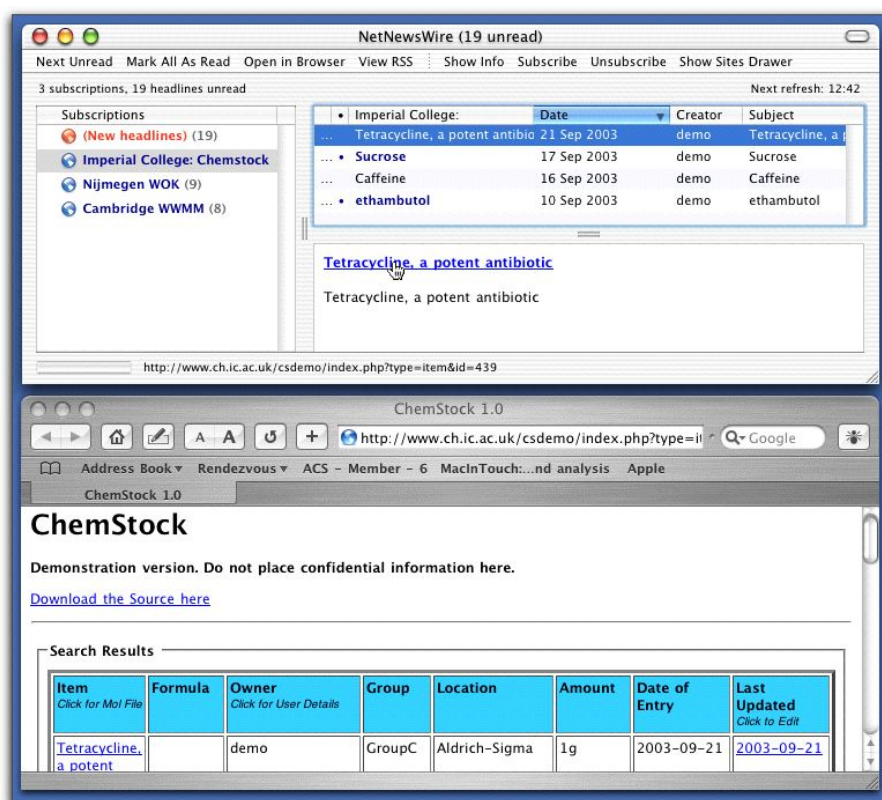 NetNewsWire (19 unread)
Next Unread Mark All As Read Open in Browser View RSS Show Info Subscribe Unsubscribe Show Sites Drawer
3 subscriptions, 19 headlines unread Next refresh: 12:42
Subscriptions
(New headlines) (19)
Imperial College: Chemstock
Nijmegen WOK (9)
Cambridge WWMM (8)
• Imperial College: Date Creator Subject
... Tetracycline, a potent antibio 21 Sep 2003 demo Tetracycline, a p
... • Sucrose 17 Sep 2003 demo Sucrose
... Caffeine 16 Sep 2003 demo Caffeine
... • ethambutol 10 Sep 2003 demo ethambutol
Tetracycline, a potent antibiotic
Tetracycline, a potent antibiotic
http://www.ch.ic.ac.uk/csdemo/index.php?type=item&id=439
ChemStock 1.0
A A http://www.ch.ic.ac.uk/csdemo/index.php?type=it Google
Address Book Rendezvous ACS - Member - 6 MacInTouch:...nd analysis Apple
ChemStock 1.0
ChemStock
Demonstration version. Do not place confidential information here.
Download the Source here
Search Results
Item Formula Owner Group Location Amount Date of Last
Click for Mol File Click for User Details Entry Updated
Click to Edit
Tetracycline, demo GroupC Aldrich-Sigma 1g 2003-09-21 2003-09-21
a potent